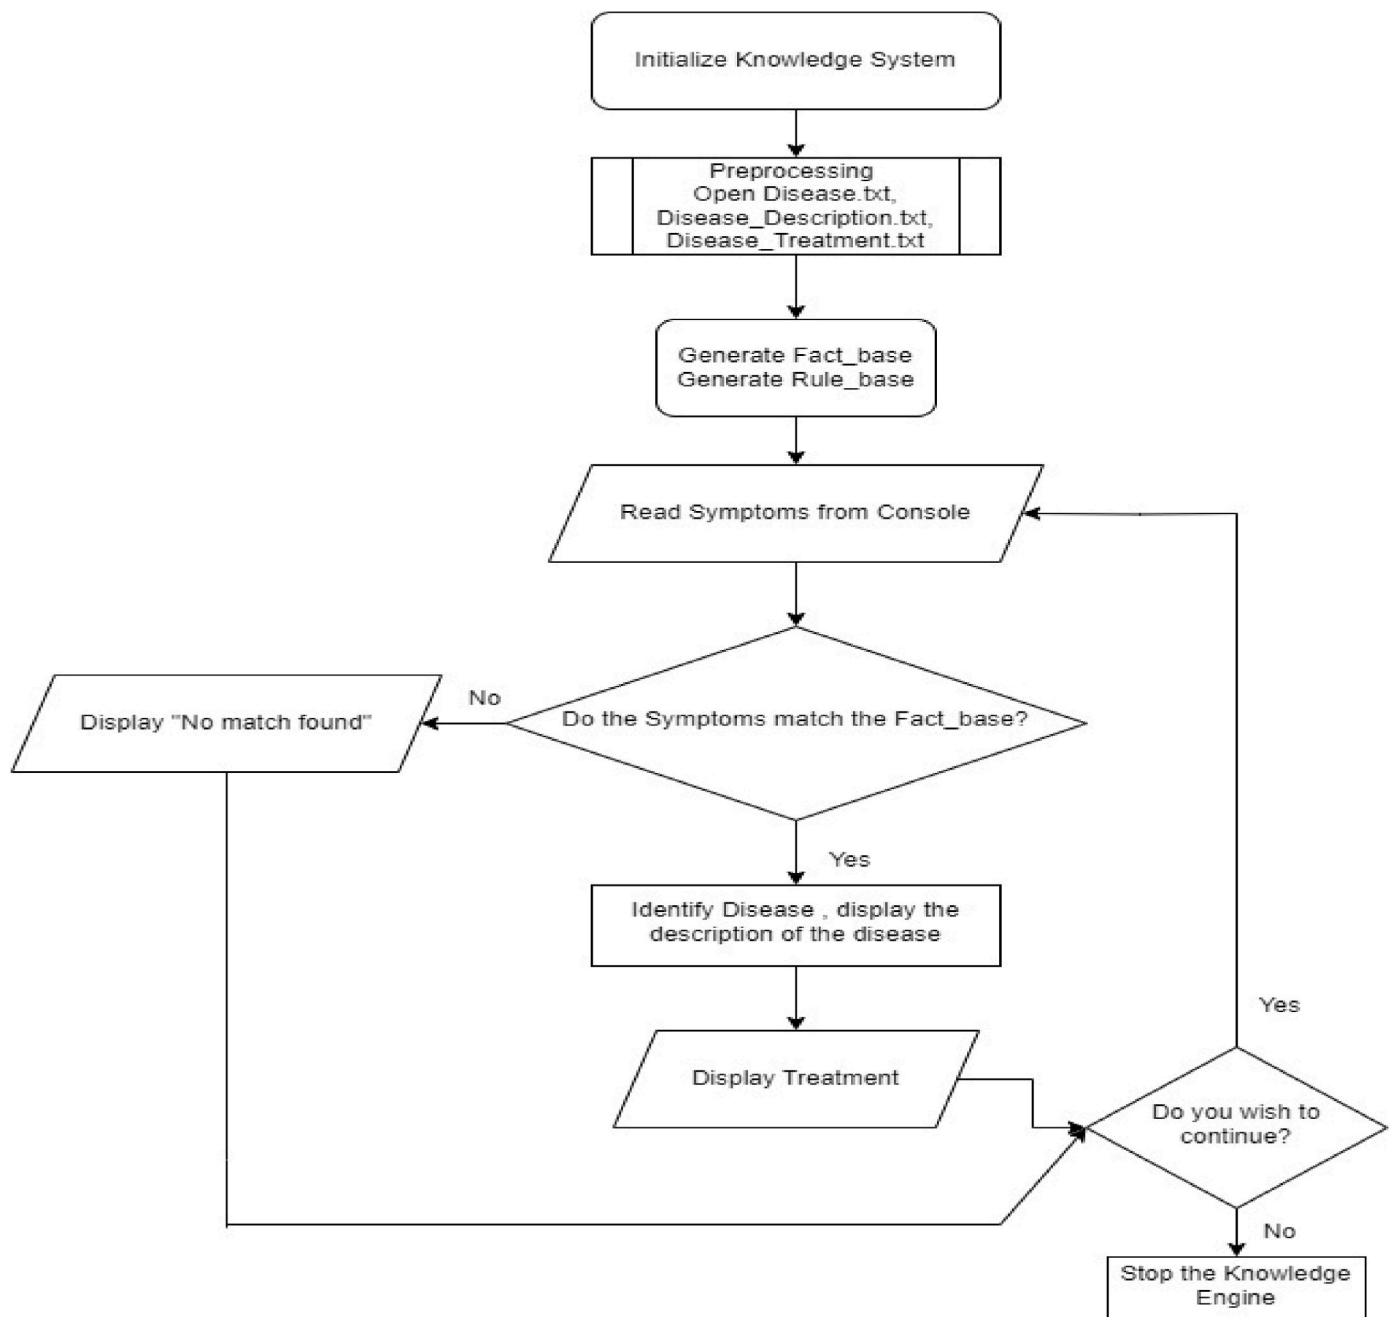 Initialize Knowledge System
Preprocessing
Open Disease.txt,
Disease_Description.txt,
Disease_Treatment.txt
Generate Fact_base
Generate Rule_base
Read Symptoms from Console
No
Display "No match found"
Do the Symptoms match the Fact_base?
Yes
Identify Disease , display the
description of the disease
Yes
Display Treatment
Do you wish to
continue?
No
Stop the Knowledge
Engine